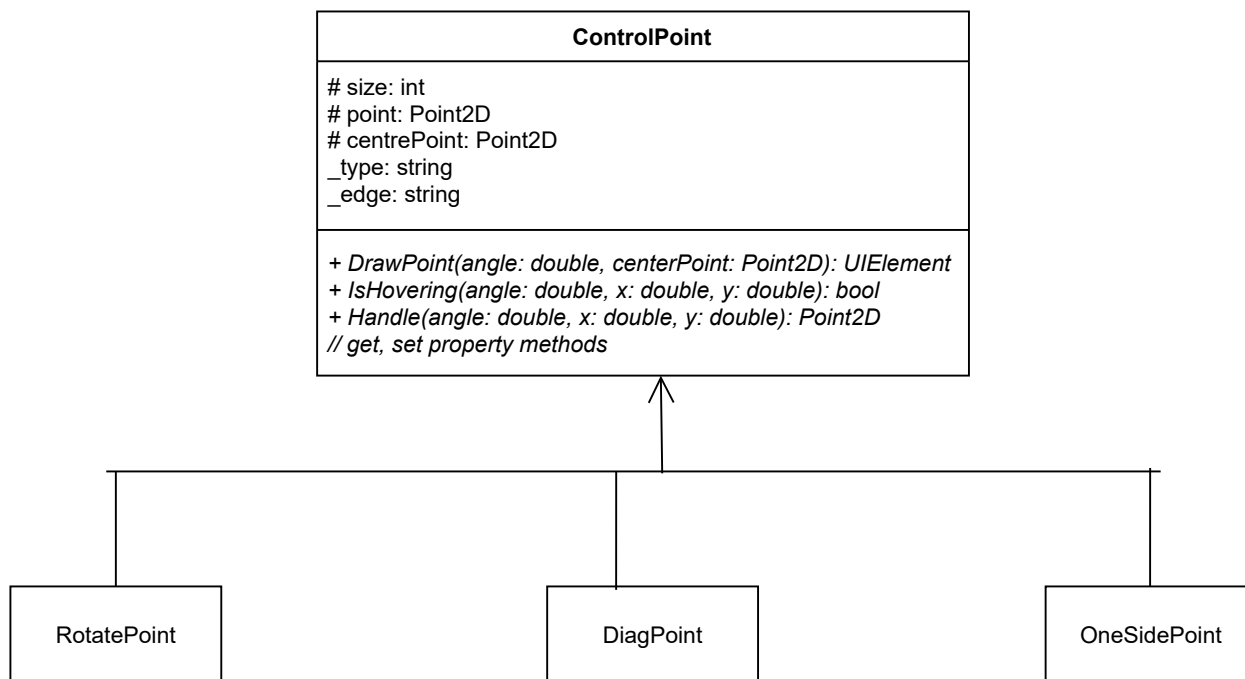 ControlPoint
# size: int
# point: Point2D
# centrePoint: Point2D
_type: string
_edge: string
+ DrawPoint(angle: double, centerPoint: Point2D): UIElement
+ IsHovering(angle: double, x: double, y: double): bool
+ Handle(angle: double, x: double, y: double): Point2D
// get, set property methods
RotatePoint
DiagPoint
OneSidePoint